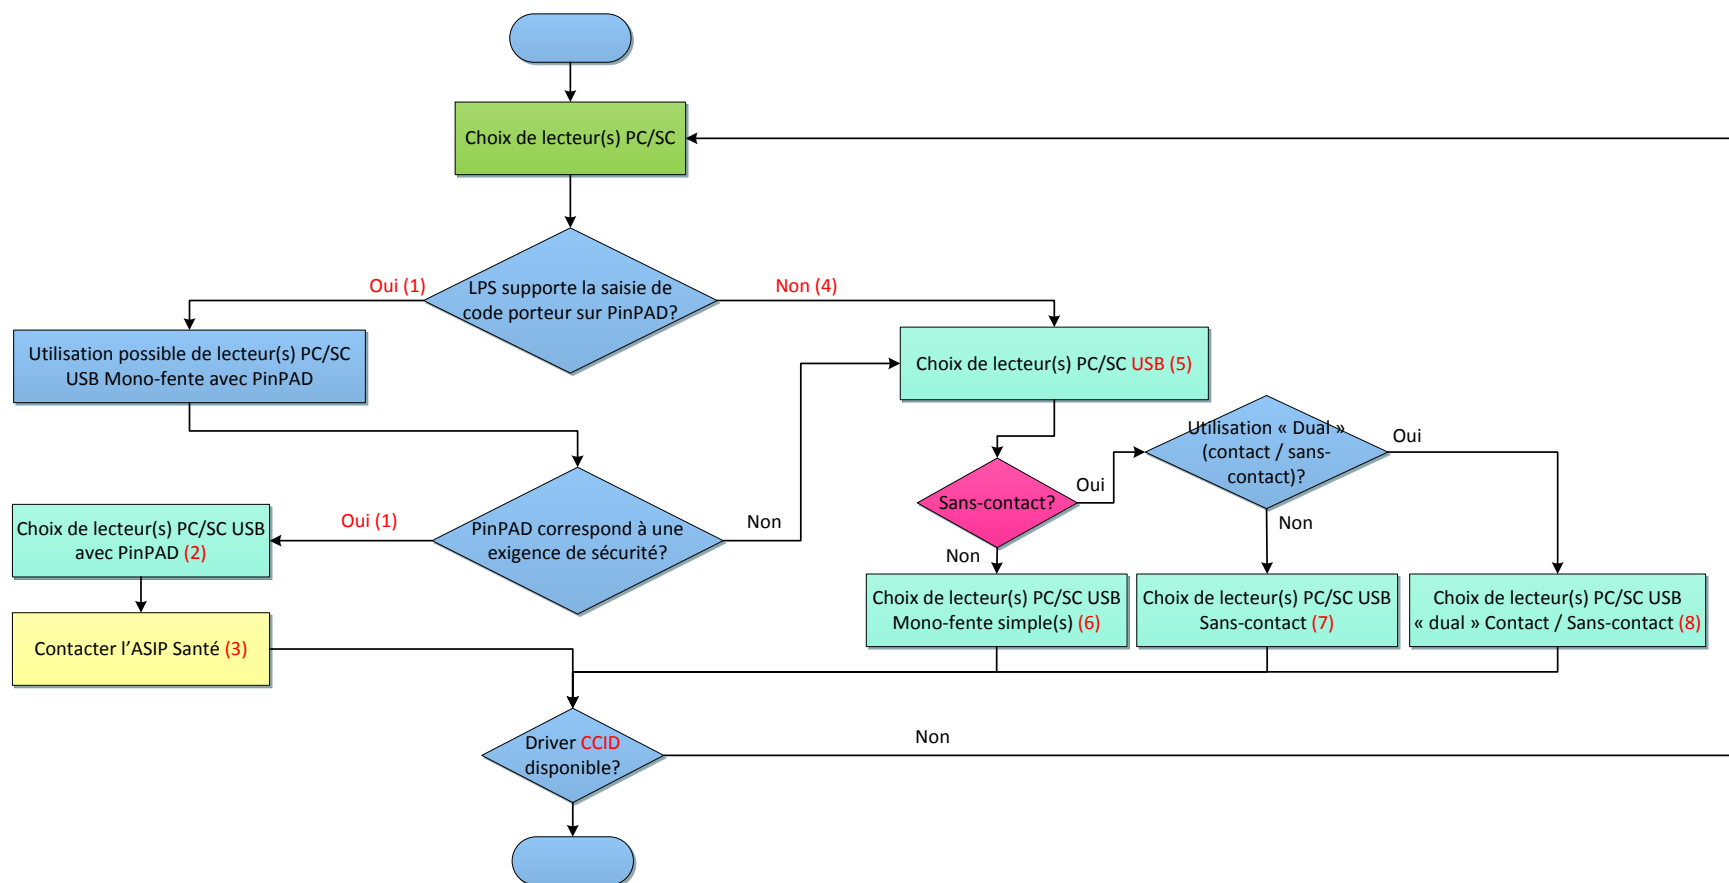 Choix de lecteur(s) PC/SC
Oui (1)
LPS supporte la saisie de
code porteur sur PinPAD?
Non (4)
Utilisation possible de lecteur(s) PC/SC
USB Mono-fente avec PinPAD
Choix de lecteur(s) PC/SC USB (5)
Utilisation « Dual »
(contact / sans-
contact)?
Oui
Sans-contact?
Oui
Non
Non
Choix de lecteur(s) PC/SC USB
avec PinPAD (2)
Oui (1)
PinPAD correspond à une
exigence de sécurité?
Non
Choix de lecteur(s) PC/SC USB
Mono-fente simple(s) (6)
Choix de lecteur(s) PC/SC USB
Sans-contact (7)
Choix de lecteur(s) PC/SC USB
« dual » Contact / Sans-contact (8)
Contacter l'ASIP Santé (3)
Driver CCID
disponible?
Non